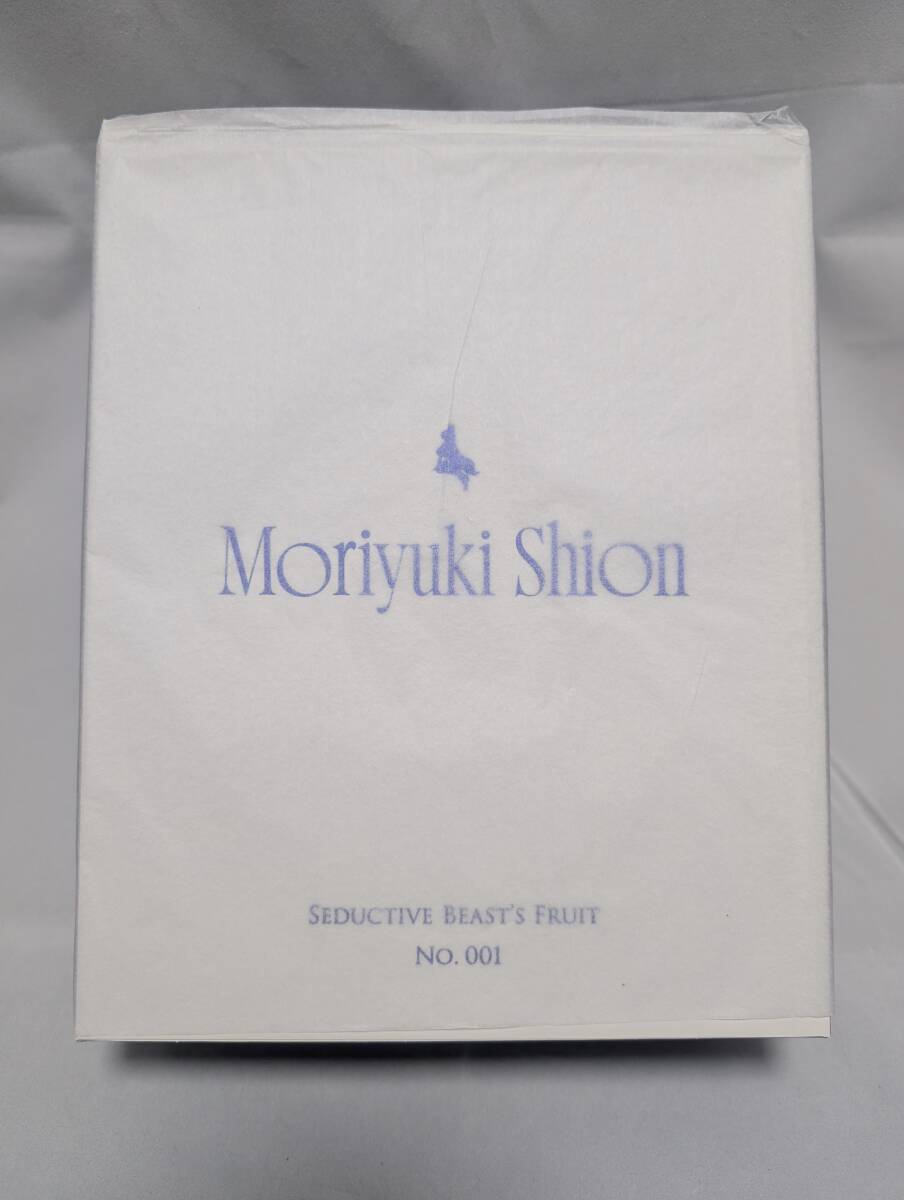 Moriyuki Shion
SEDUCTIVE BEAST'S FRUIT
NO. 001